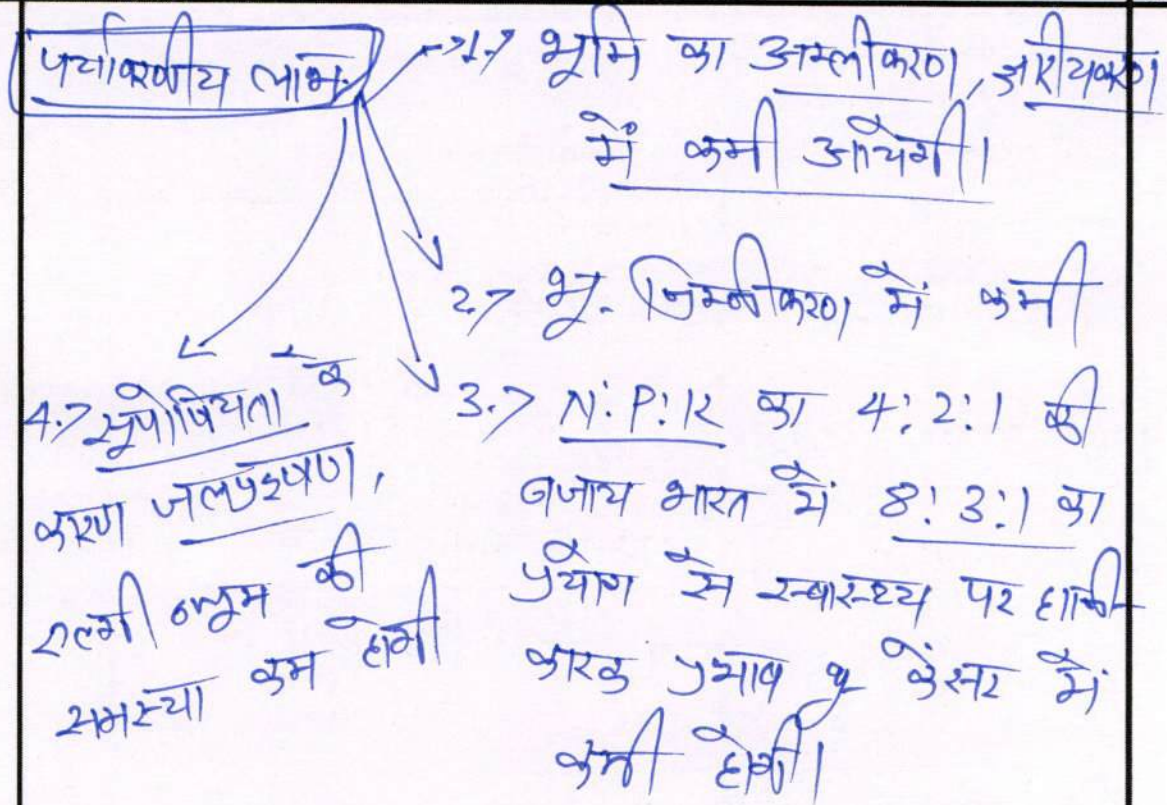 पर्यावरणीय लाभ:
1.> भूमि का अम्लीकरण, क्षारीयकरण
में कमी आयेगी।
2.> भू. निम्नीकरण में कमी
3.> N:P:K का 4:2:1 की
बजाय भारत में 8:3:1 का
प्रयोग से स्वास्थ्य पर हानि-
कारक प्रभाव व कैंसर में
कमी होगी।
4.> सुपोषियता के
कारण जलप्रदूषण,
एल्गी ब्लूम की
समस्या कम होगी